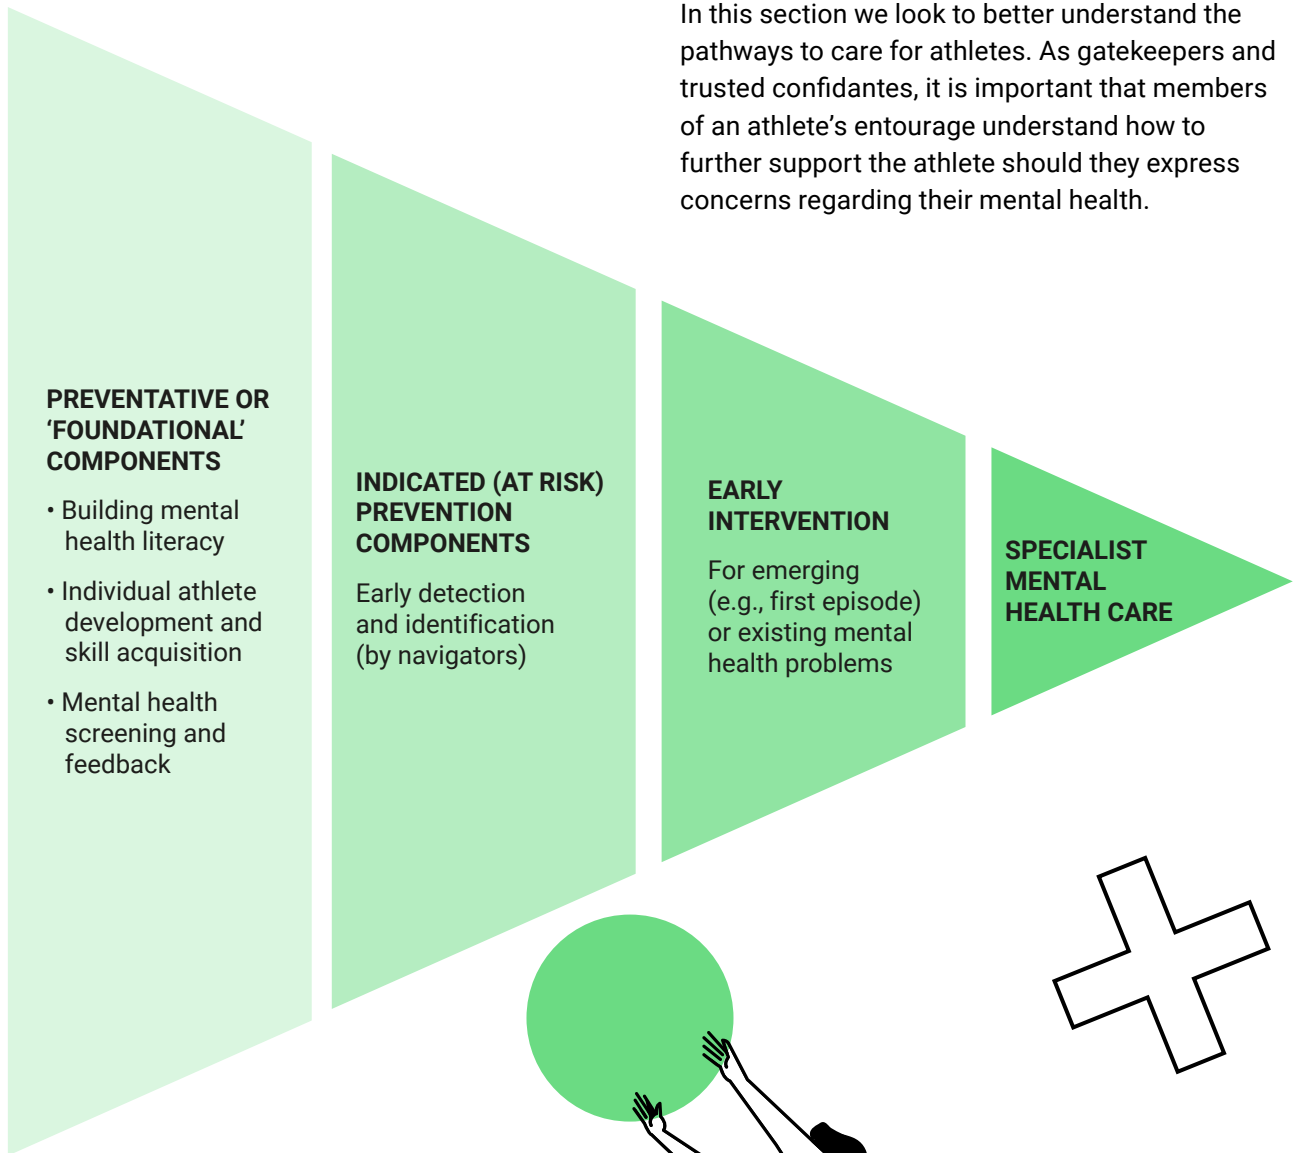 In this section we look to better understand the
pathways to care for athletes. As gatekeepers and
trusted confidantes, it is important that members
of an athlete’s entourage understand how to
further support the athlete should they express
concerns regarding their mental health.
PREVENTATIVE OR
‘FOUNDATIONAL’
COMPONENTS
• Building mental
health literacy
• Individual athlete
development and
skill acquisition
• Mental health
screening and
feedback
INDICATED (AT RISK)
PREVENTION
COMPONENTS
Early detection
and identification
(by navigators)
EARLY
INTERVENTION
For emerging
(e.g., first episode)
or existing mental
health problems
SPECIALIST
MENTAL
HEALTH CARE